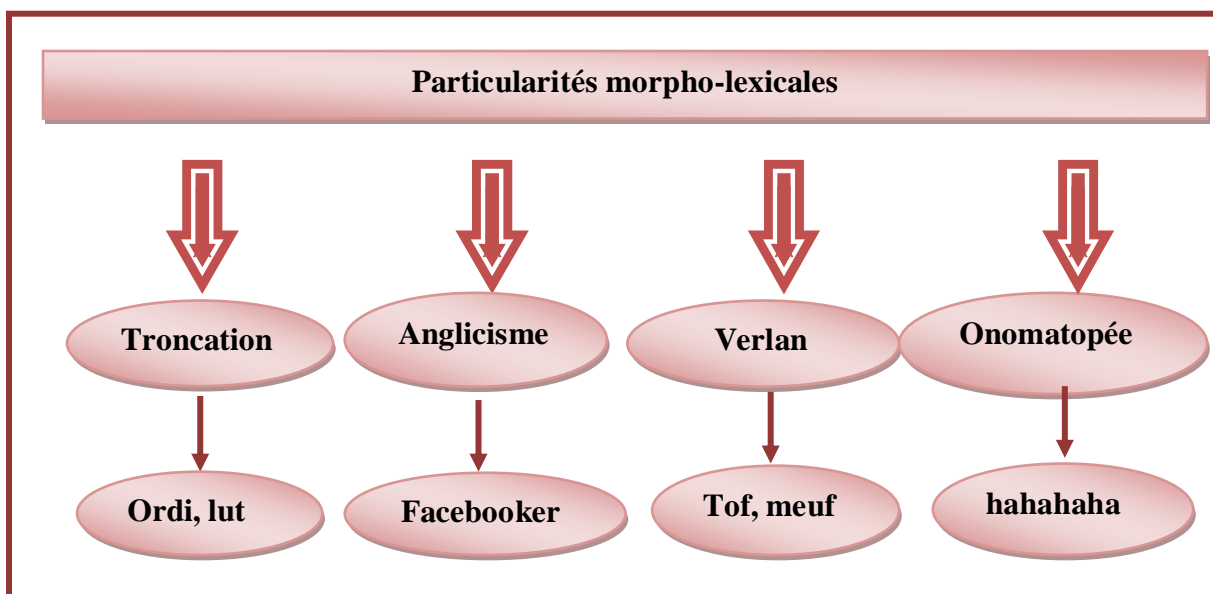 Particularités morpho-lexicales
Troncation
Anglicisme
Verlan
Onomatopée
Ordi, lut
Facebooker
Tof, meuf
hahahaha